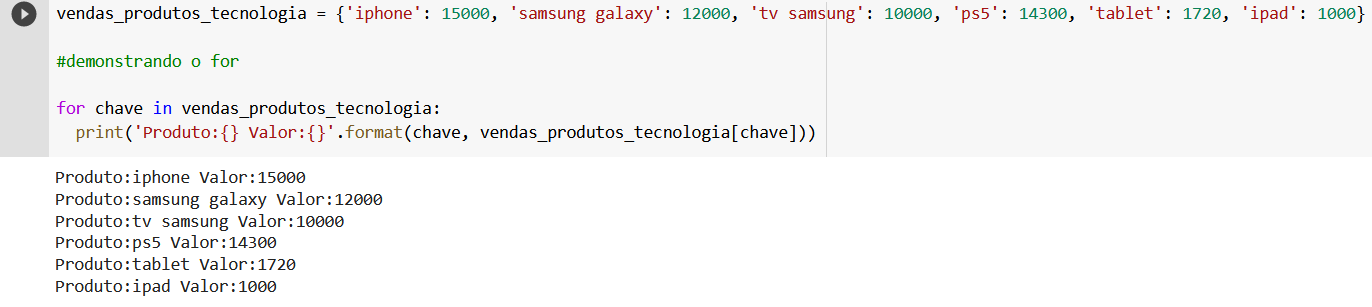 vendas_produtos_tecnologia = {'iphone': 15000, 'samsung galaxy': 12000, 'tv samsung': 10000, 'ps5': 14300, 'tablet': 1720, 'ipad': 1000}
#demonstrando o for
for chave in vendas_produtos_tecnologia:
  print('Produto:{} Valor:{}'.format(chave, vendas_produtos_tecnologia[chave]))
Produto:iphone Valor:15000
Produto:samsung galaxy Valor:12000
Produto:tv samsung Valor:10000
Produto:ps5 Valor:14300
Produto:tablet Valor:1720
Produto:ipad Valor:1000